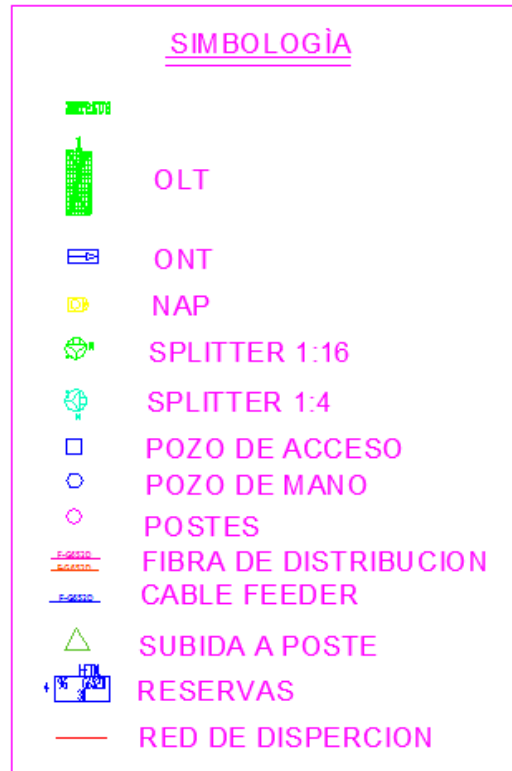 SIMBOLOGÌA
OLT
ONT
NAP
SPLITTER 1:16
SPLITTER 1:4
POZO DE ACCESO
POZO DE MANO
POSTES
FIBRA DE DISTRIBUCION
CABLE FEEDER
SUBIDA A POSTE
RESERVAS
RED DE DISPERCION